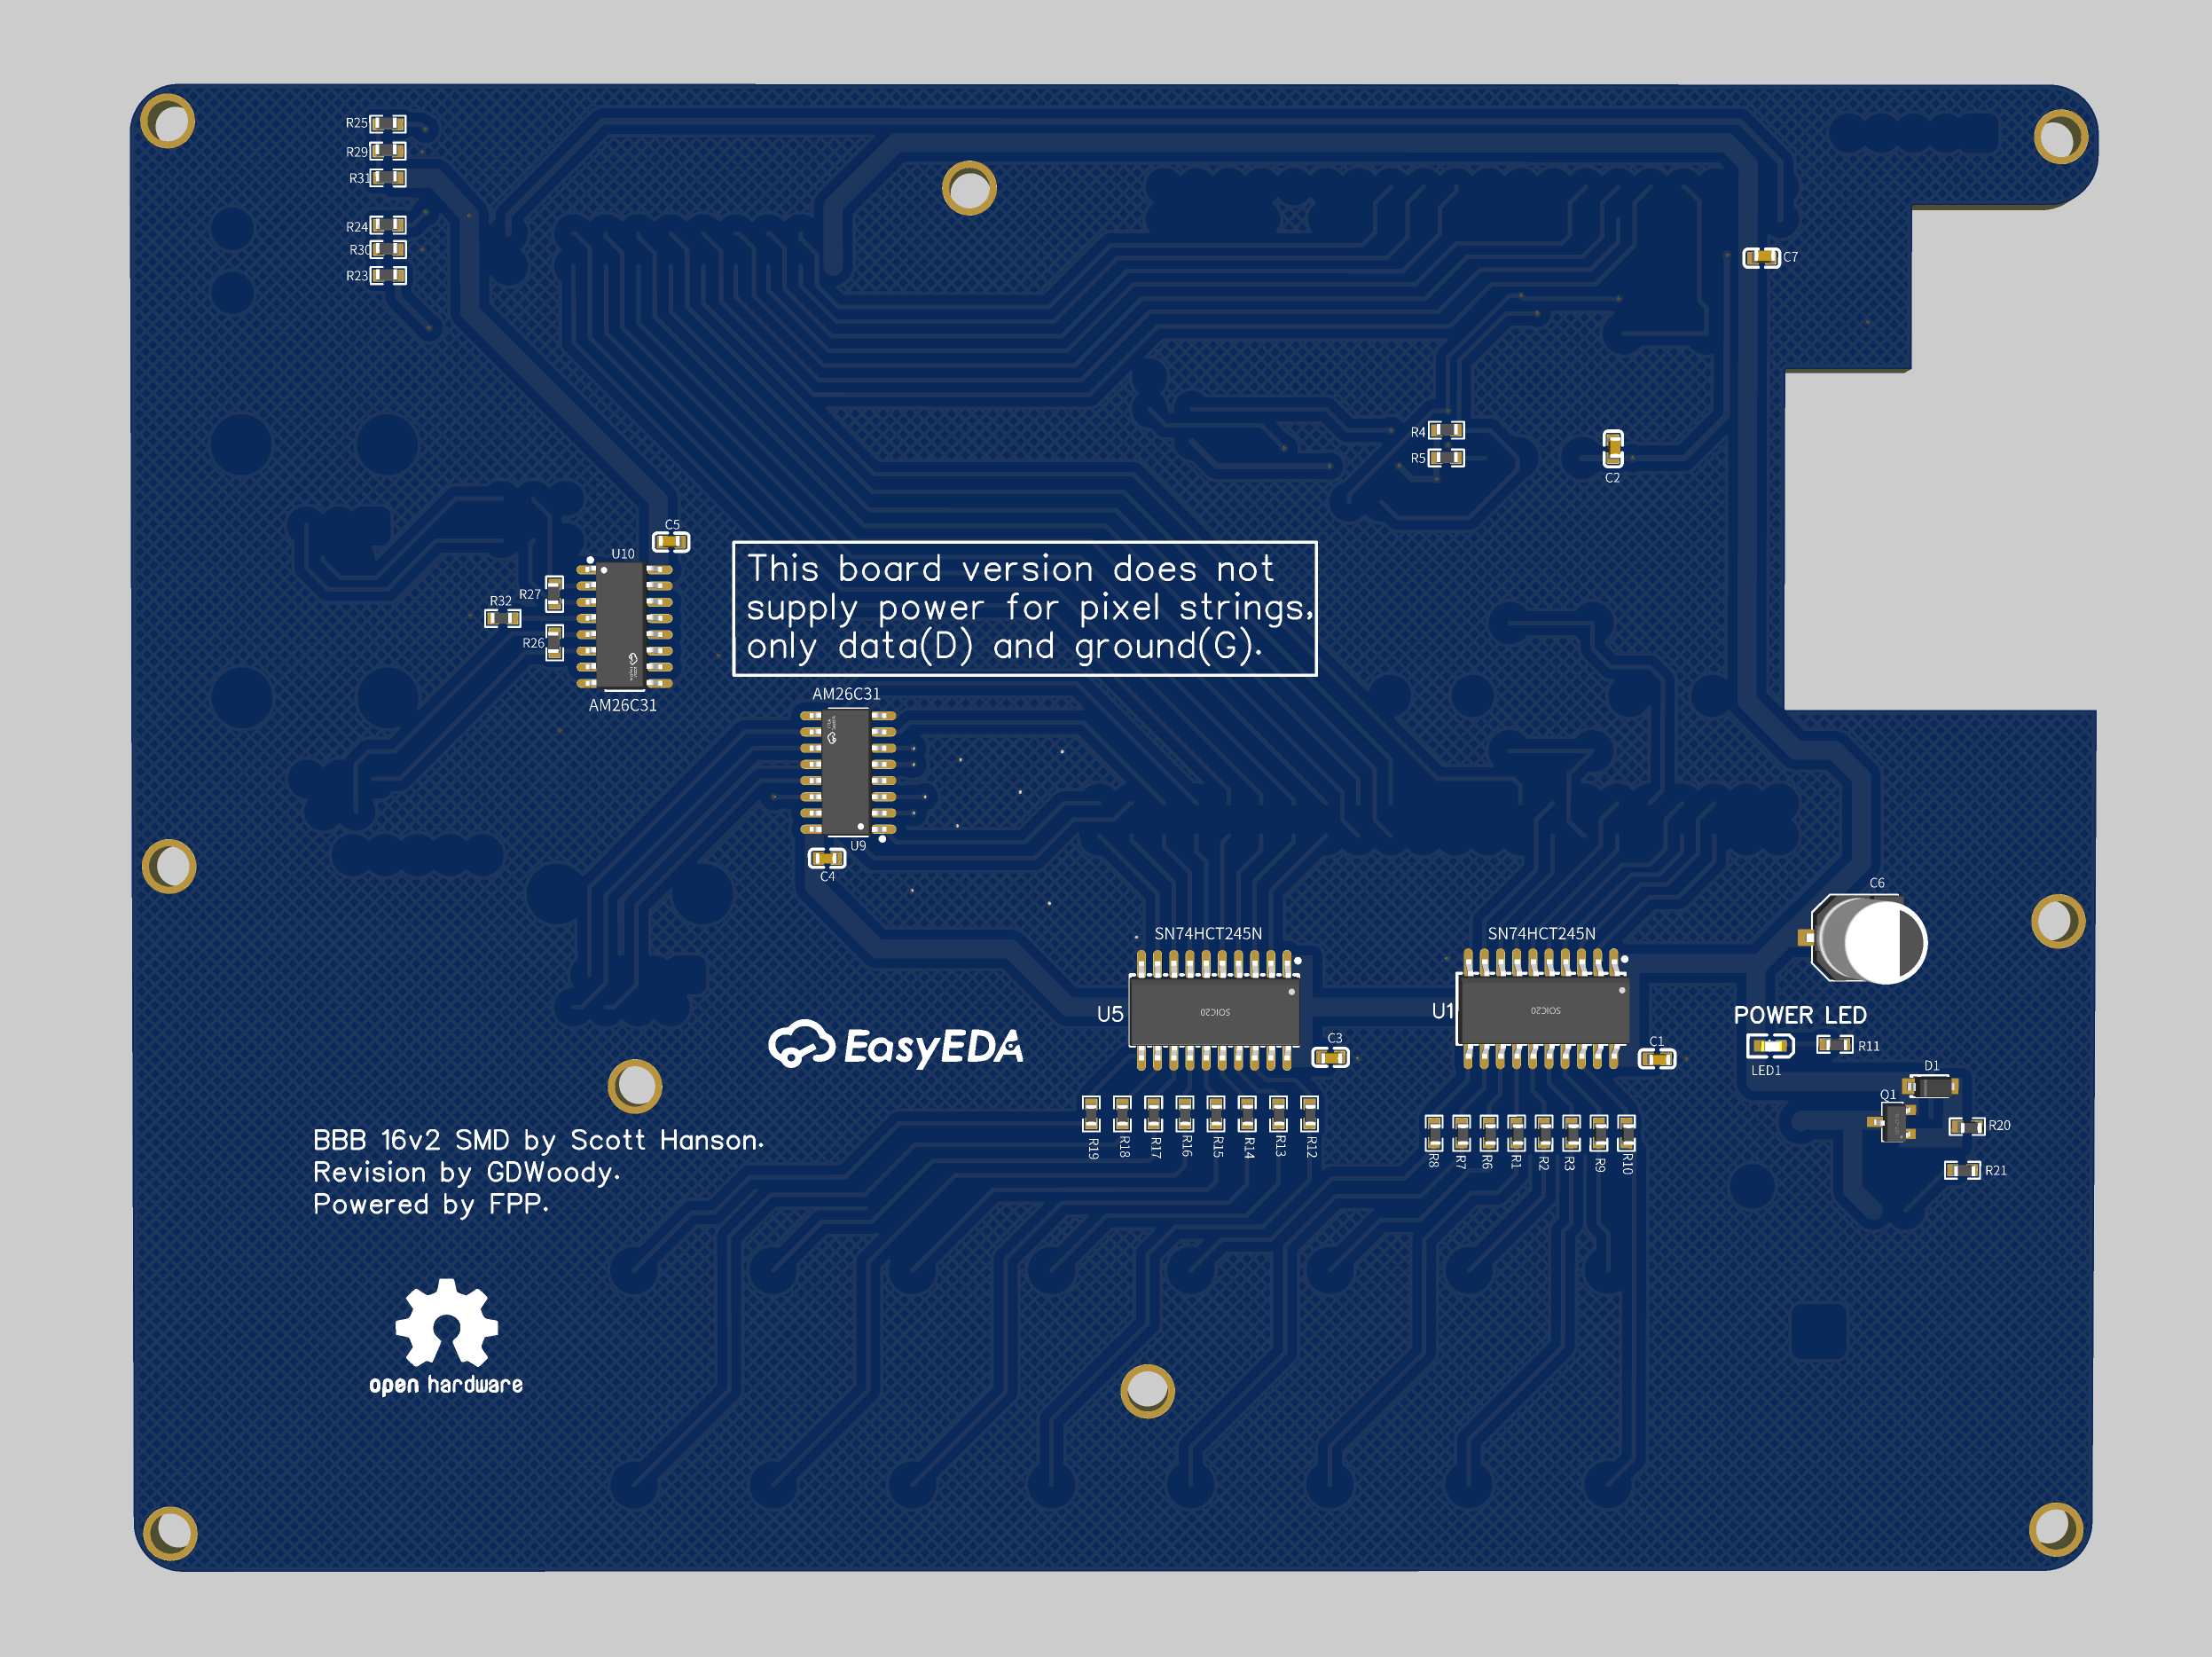 R25
R29
R31
R24
R30
R23
C7
R4
R5
C2
C5
U10
R27
R32
R26
AM26C31
This board version does not
supply power for pixel strings,
only data(D) and ground(G).
AM26C31
U9
C4
C6
SN74HCT245N
SN74HCT245N
U5
SOIC20
U1
SOIC20
POWER LED
C3
C1
LED1
R11
D1
Q1
R20
R21
EasyEDA
R19
R18
R17
R16
R15
R14
R13
R12
R8
R7
R6
R1
R2
R3
R9
R10
BBB 16v2 SMD by Scott Hanson.
Revision by GDWoody.
Powered by FPP.
open hardware